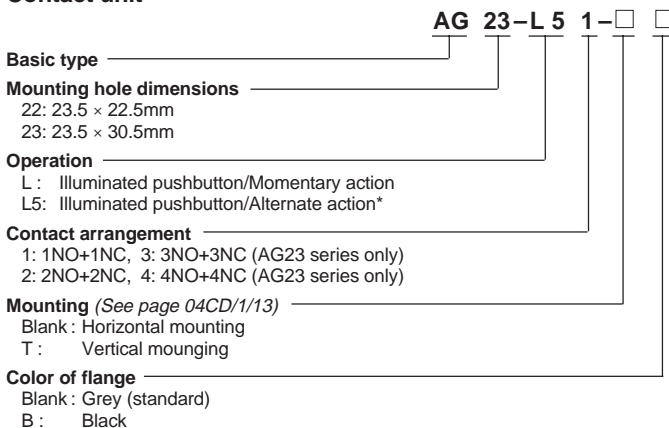 AG 23–L 5 1–□ □
Basic type
Mounting hole dimensions
22: 23.5 × 22.5mm
23: 23.5 × 30.5mm
Operation
L : Illuminated pushbutton/Momentary action
L5: Illuminated pushbutton/Alternate action*
Contact arrangement
1: 1NO+1NC, 3: 3NO+3NC (AG23 series only)
2: 2NO+2NC, 4: 4NO+4NC (AG23 series only)
Mounting (See page 04CD/1/13)
Blank : Horizontal mounting
T : Vertical mounging
Color of flange
Blank : Grey (standard)
B : Black